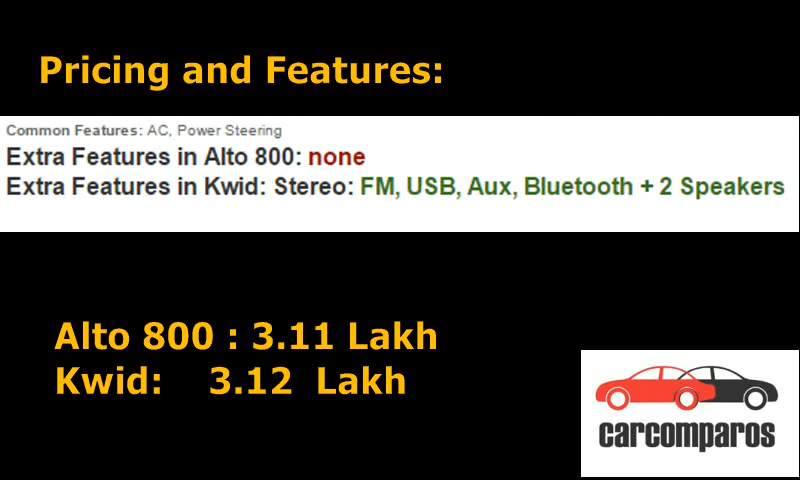 Pricing and Features:
Common Features: AC, Power Steering
Extra Features in Alto 800: none
Extra Features in Kwid: Stereo: FM, USB, Aux, Bluetooth + 2 Speakers
Alto 800 : 3.11 Lakh
Kwid: 3.12 Lakh
carcomparos